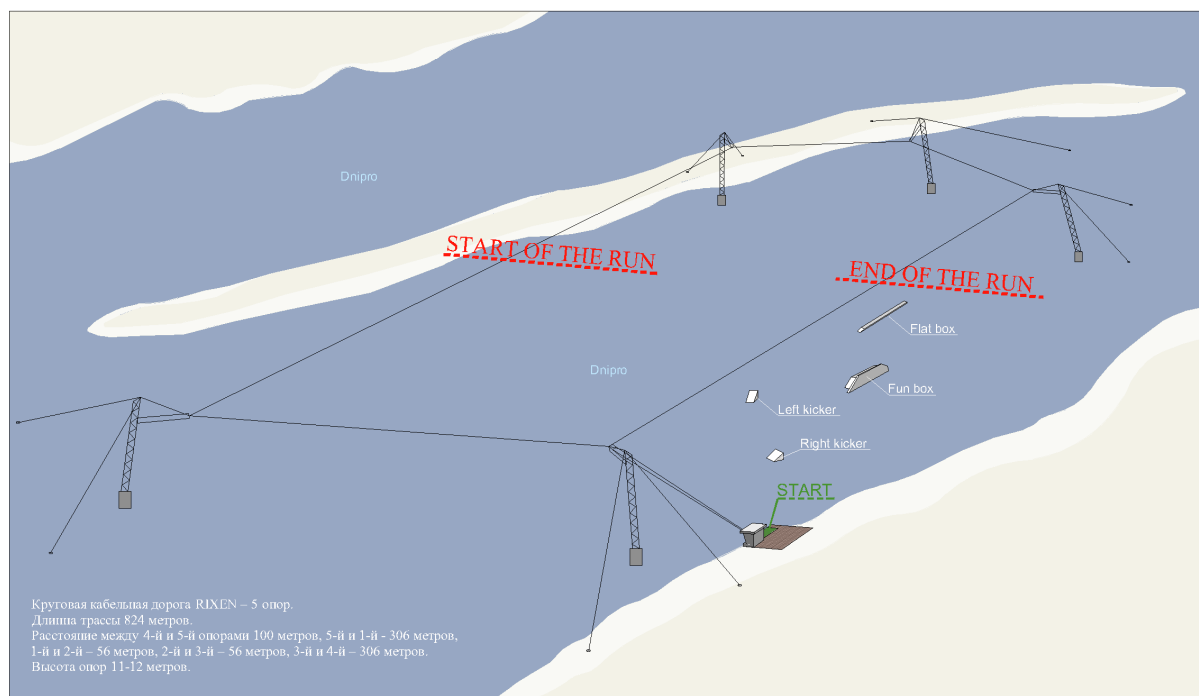 Dnipro
START OF THE RUN
END OF THE RUN
Flat box
Dnipro
Fun box
Left kicker
Right kicker
START
Круговая кабельная дорога RIXEN – 5 опор.
Длинна трассы 824 метров.
Расстояние между 4-й и 5-й опорами 100 метров, 5-й и 1-й - 306 метров,
1-й и 2-й – 56 метров, 2-й и 3-й – 56 метров, 3-й и 4-й – 306 метров.
Высота опор 11-12 метров.